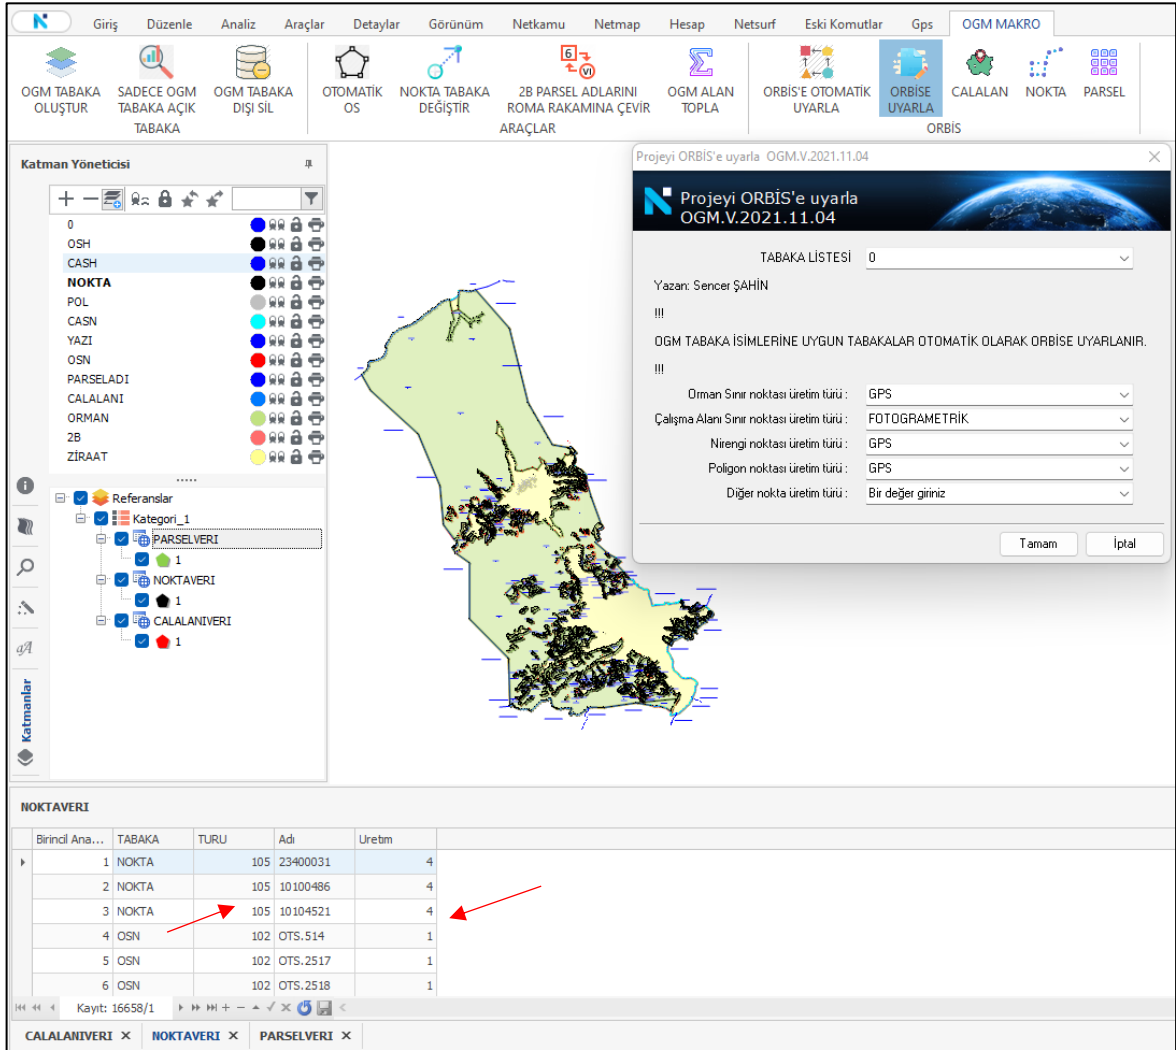 Giriş Düzenle Analiz Araçlar Detaylar Görünüm Netkamu Netmap Hesap Netsurf Eski Komutlar Gps OGM MAKRO
OGM TABAKA OLUŞTUR
SADECE OGM TABAKA AÇIK
OGM TABAKA DIŞI SİL
OTOMATİK OS
NOKTA TABAKA DEĞİŞTİR
2B PARSEL ADLARINI ROMA RAKAMINA ÇEVİR
OGM ALAN TOPLA
ORBİS'E OTOMATİK UYARLA
ORBİSE UYARLA
CALALAN
NOKTA
PARSEL
TABAKA ARAÇLAR ORBİS
6
VI
Katman Yöneticisi
0
OSH
CASH
NOKTA
POL
CASN
YAZI
OSN
PARSELADI
CALALANI
ORMAN
2B
ZİRAAT
Referanslar
Kategori_1
PARSELVERI
1
NOKTAVERI
1
CALALANIVERI
1
Katmanlar
Projeyi ORBİS'e uyarla OGM.V.2021.11.04
Projeyi ORBİS'e uyarla
OGM.V.2021.11.04
TABAKA LİSTESİ 0
Yazan: Sencer ŞAHİN
!!!
OGM TABAKA İSİMLERİNE UYGUN TABAKALAR OTOMATİK OLARAK ORBİSE UYARLANIR.
!!!
Orman Sınır noktası üretim türü : GPS
Çalışma Alanı Sınır noktası üretim türü : FOTOGRAMETRİK
Nirengi noktası üretim türü : GPS
Poligon noktası üretim türü : GPS
Diğer nokta üretim türü : Bir değer giriniz
Tamam İptal
NOKTAVERI
Birincil Ana... TABAKA TURU Adı Uretım
1 NOKTA 105 23400031 4
2 NOKTA 105 10100486 4
3 NOKTA 105 10104521 4
4 OSN 102 OTS.514 1
5 OSN 102 OTS.2517 1
6 OSN 102 OTS.2518 1
Kayıt: 16658/1
CALALANIVERI × NOKTAVERI × PARSELVERI ×